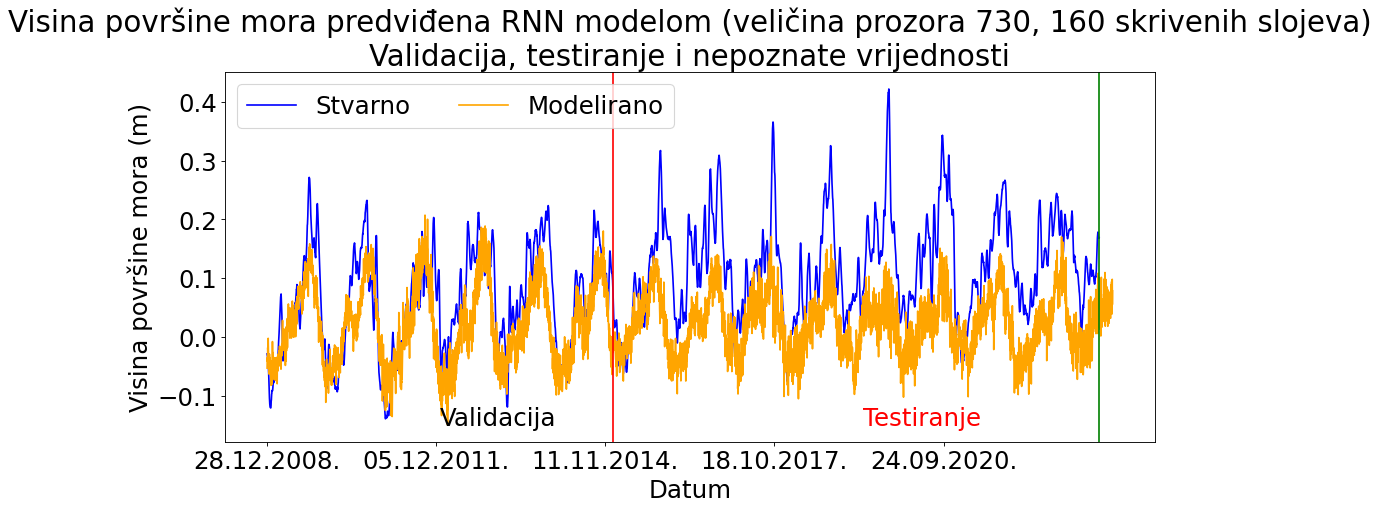 Visina površine mora predviđena RNN modelom (veličina prozora 730, 160 skrivenih slojeva)
Validacija, testiranje i nepoznate vrijednosti
Stvarno Modelirano
Visina površine mora (m)
0.4
0.3
0.2
0.1
0.0
−0.1
Validacija Testiranje
28.12.2008. 05.12.2011. 11.11.2014. 18.10.2017. 24.09.2020.
Datum